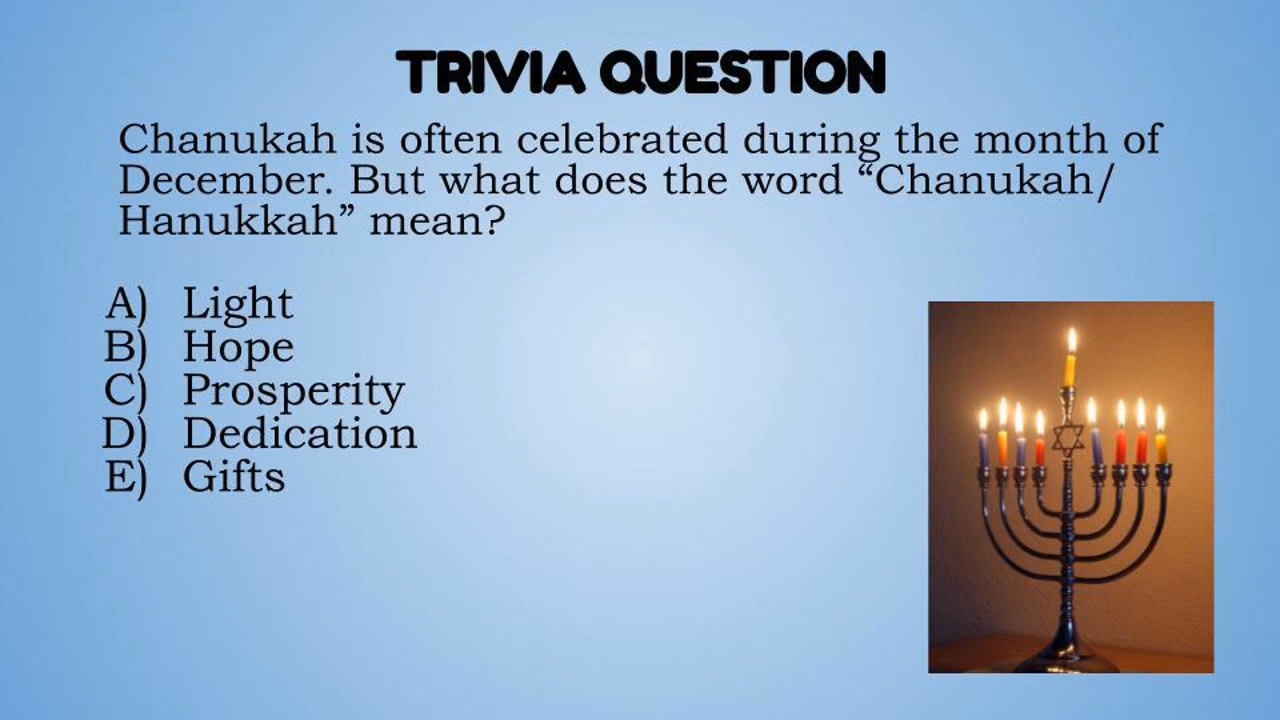 TRIVIA QUESTION
Chanukah is often celebrated during the month of
December. But what does the word “Chanukah/
Hanukkah” mean?
A) Light
B) Hope
C) Prosperity
D) Dedication
E) Gifts